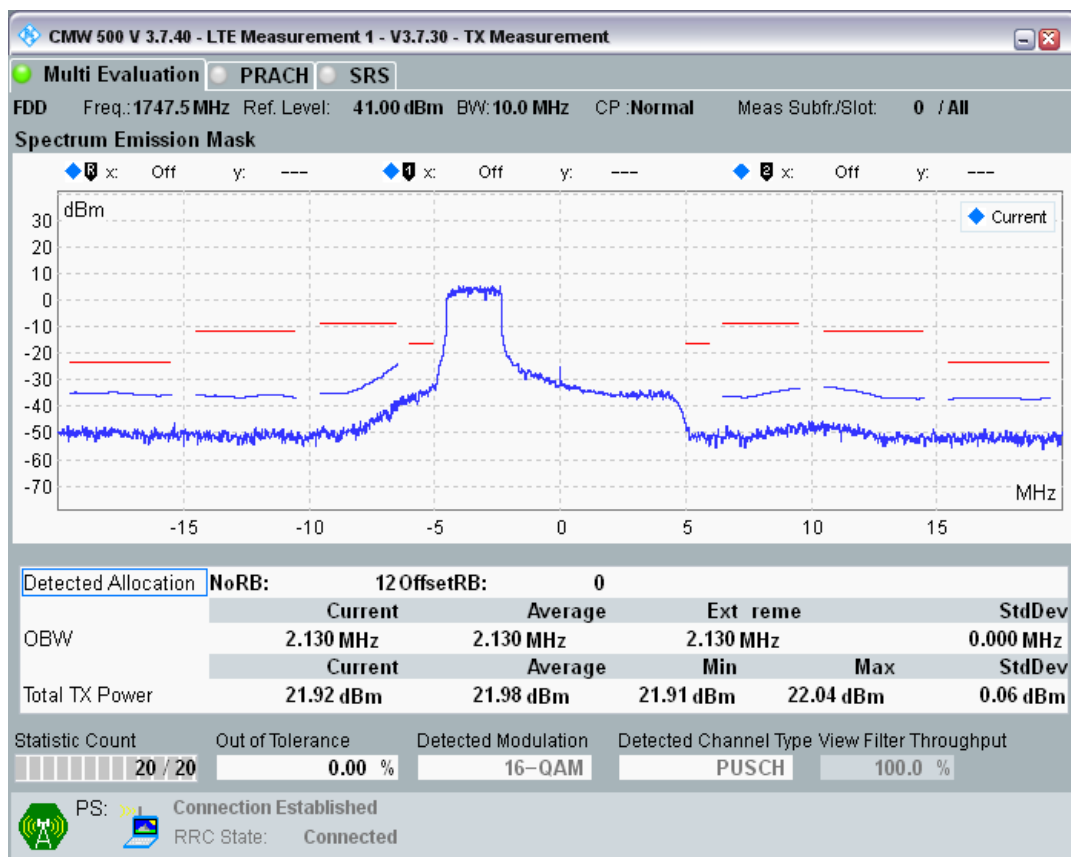 CMW 500 V 3.7.40 - LTE Measurement 1 - V3.7.30 - TX Measurement
Multi Evaluation PRACH SRS
FDD Freq.: 1747.5 MHz Ref. Level: 41.00 dBm BW: 10.0 MHz CP :Normal Meas Subfr./Slot: 0 / All
Spectrum Emission Mask
R x: Off y: --- 1 x: Off y: --- 2 x: Off y: ---
dBm
Current
30
20
10
0
-10
-20
-30
-40
-50
-60
-70
MHz
-15 -10 -5 0 5 10 15
Detected Allocation NoRB: 12 OffsetRB: 0
Current Average Ext reme StdDev
OBW 2.130 MHz 2.130 MHz 2.130 MHz 0.000 MHz
Current Average Min Max StdDev
Total TX Power 21.92 dBm 21.98 dBm 21.91 dBm 22.04 dBm 0.06 dBm
Statistic Count Out of Tolerance Detected Modulation Detected Channel Type View Filter Throughput
20 / 20 0.00 % 16-QAM PUSCH 100.0 %
PS: Connection Established
RRC State: Connected